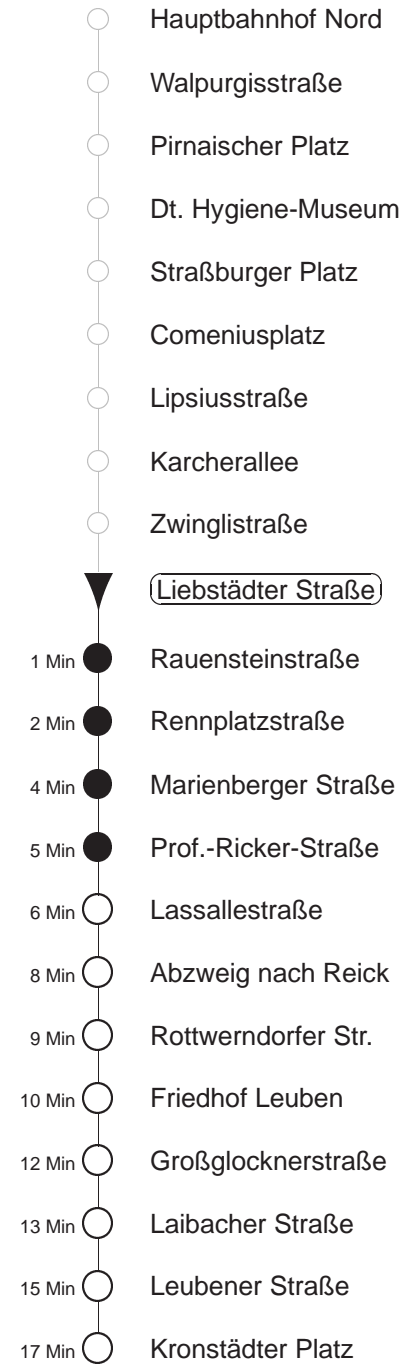 Hauptbahnhof Nord
Walpurgisstraße
Pirnaischer Platz
Dt. Hygiene-Museum
Straßburger Platz
Comeniusplatz
Lipsiusstraße
Karcherallee
Zwinglistraße
Liebstädter Straße
1 Min Rauensteinstraße
2 Min Rennplatzstraße
4 Min Marienberger Straße
5 Min Prof.-Ricker-Straße
6 Min Lassallestraße
8 Min Abzweig nach Reick
9 Min Rottwerndorfer Str.
10 Min Friedhof Leuben
12 Min Großglocknerstraße
13 Min Laibacher Straße
15 Min Leubener Straße
17 Min Kronstädter Platz